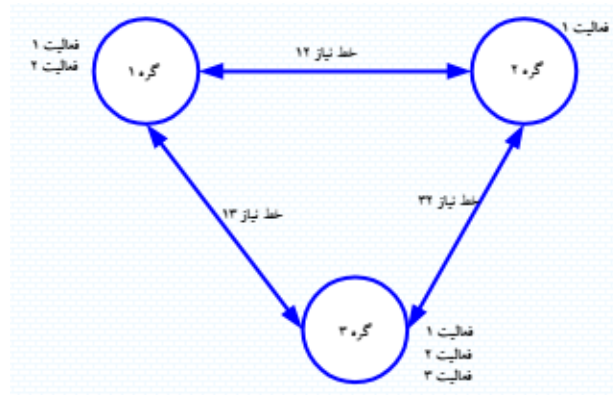 فعالیت ۱
فعالیت ۲
گره ۱
خط نیاز ۱۲
گره ۲
فعالیت ۱
خط نیاز ۱۳
خط نیاز ۳۲
گره ۳
فعالیت ۱
فعالیت ۲
فعالیت ۳